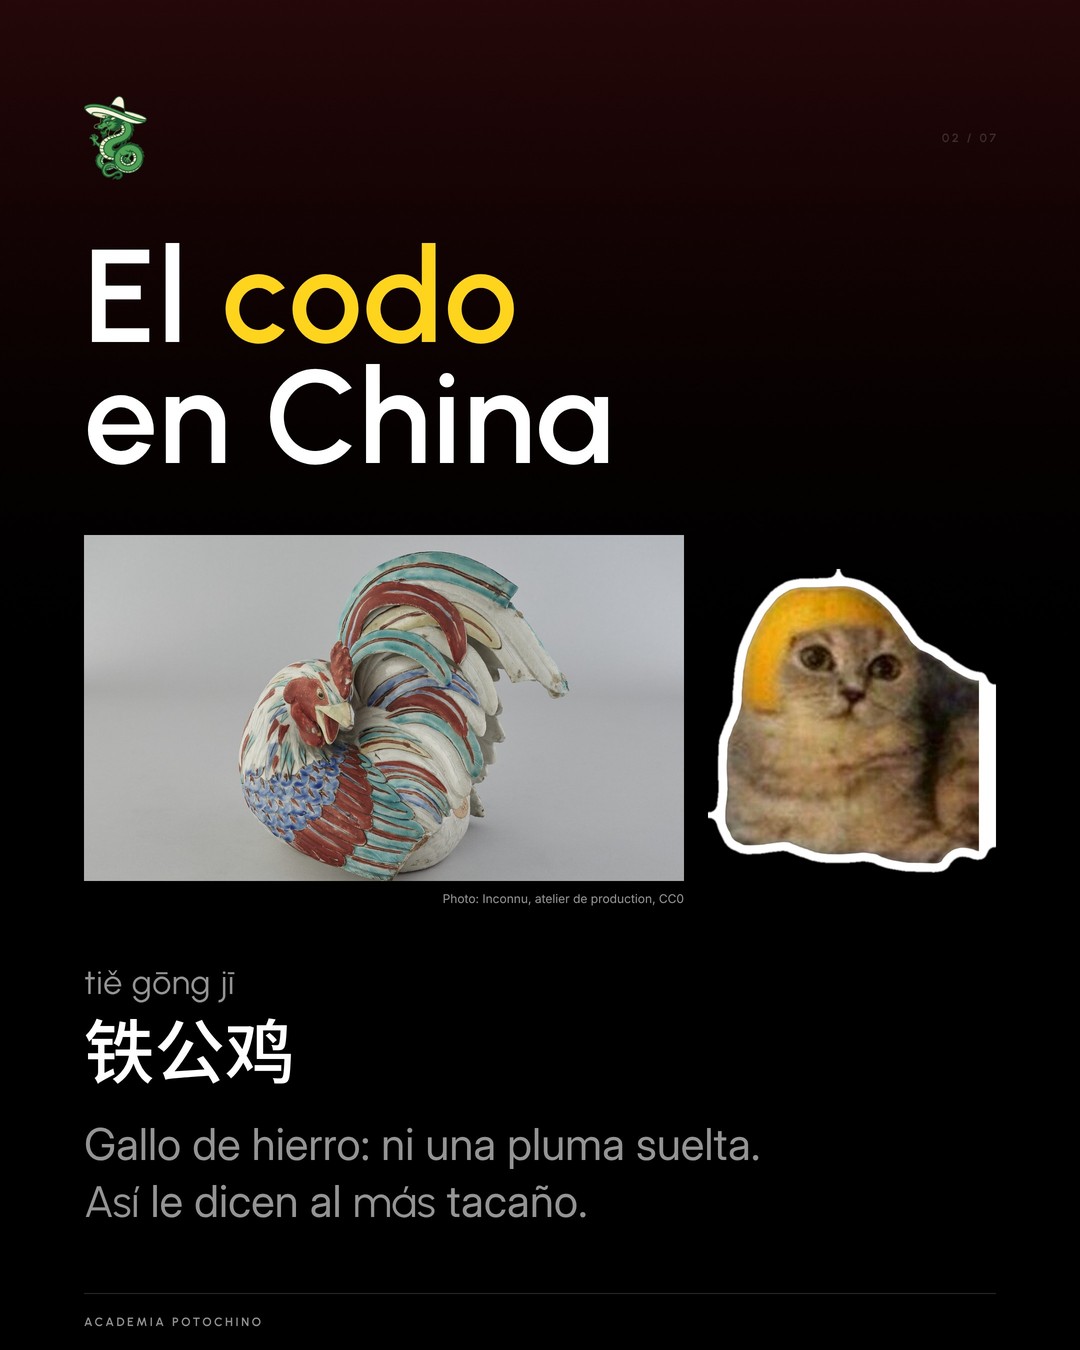 02 / 07
El codo
en China
Photo: Inconnu, atelier de production, CC0
tiě gōng jī
铁公鸡
Gallo de hierro: ni una pluma suelta.
Así le dicen al más tacaño.
ACADEMIA POTOCHINO